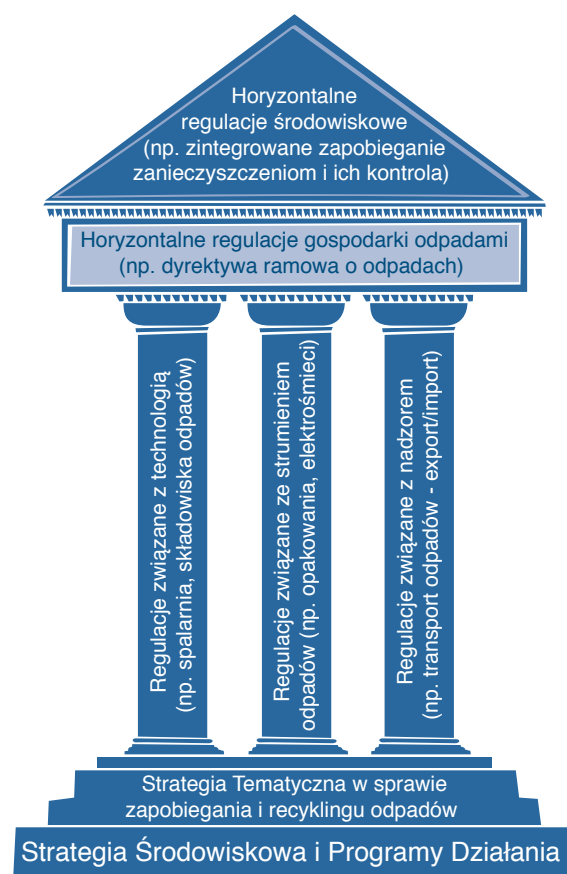 Horyzontalne
regulacje środowiskowe
(np. zintegrowane zapobieganie
zanieczyszczeniom i ich kontrola)
Horyzontalne regulacje gospodarki odpadami
(np. dyrektywa ramowa o odpadach)
Regulacje związane z technologią
(np. spalarnia, składowiska odpadów)
Regulacje związane ze strumieniem
odpadów (np. opakowania, elektrośmieci)
Regulacje związane z nadzorem
(np. transport odpadów - export/import)
Strategia Tematyczna w sprawie
zapobiegania i recyklingu odpadów
Strategia Środowiskowa i Programy Działania